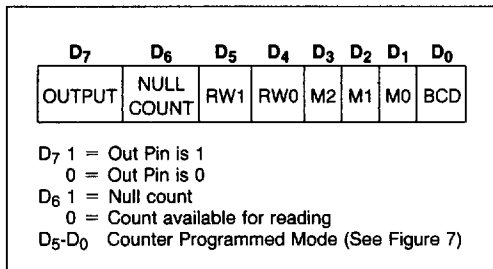 D7 D6 D5 D4 D3 D2 D1 D0
OUTPUT NULL COUNT RW1 RW0 M2 M1 M0 BCD
D7 1 = Out Pin is 1
0 = Out Pin is 0
D6 1 = Null count
0 = Count available for reading
D5-D0 Counter Programmed Mode (See Figure 7)